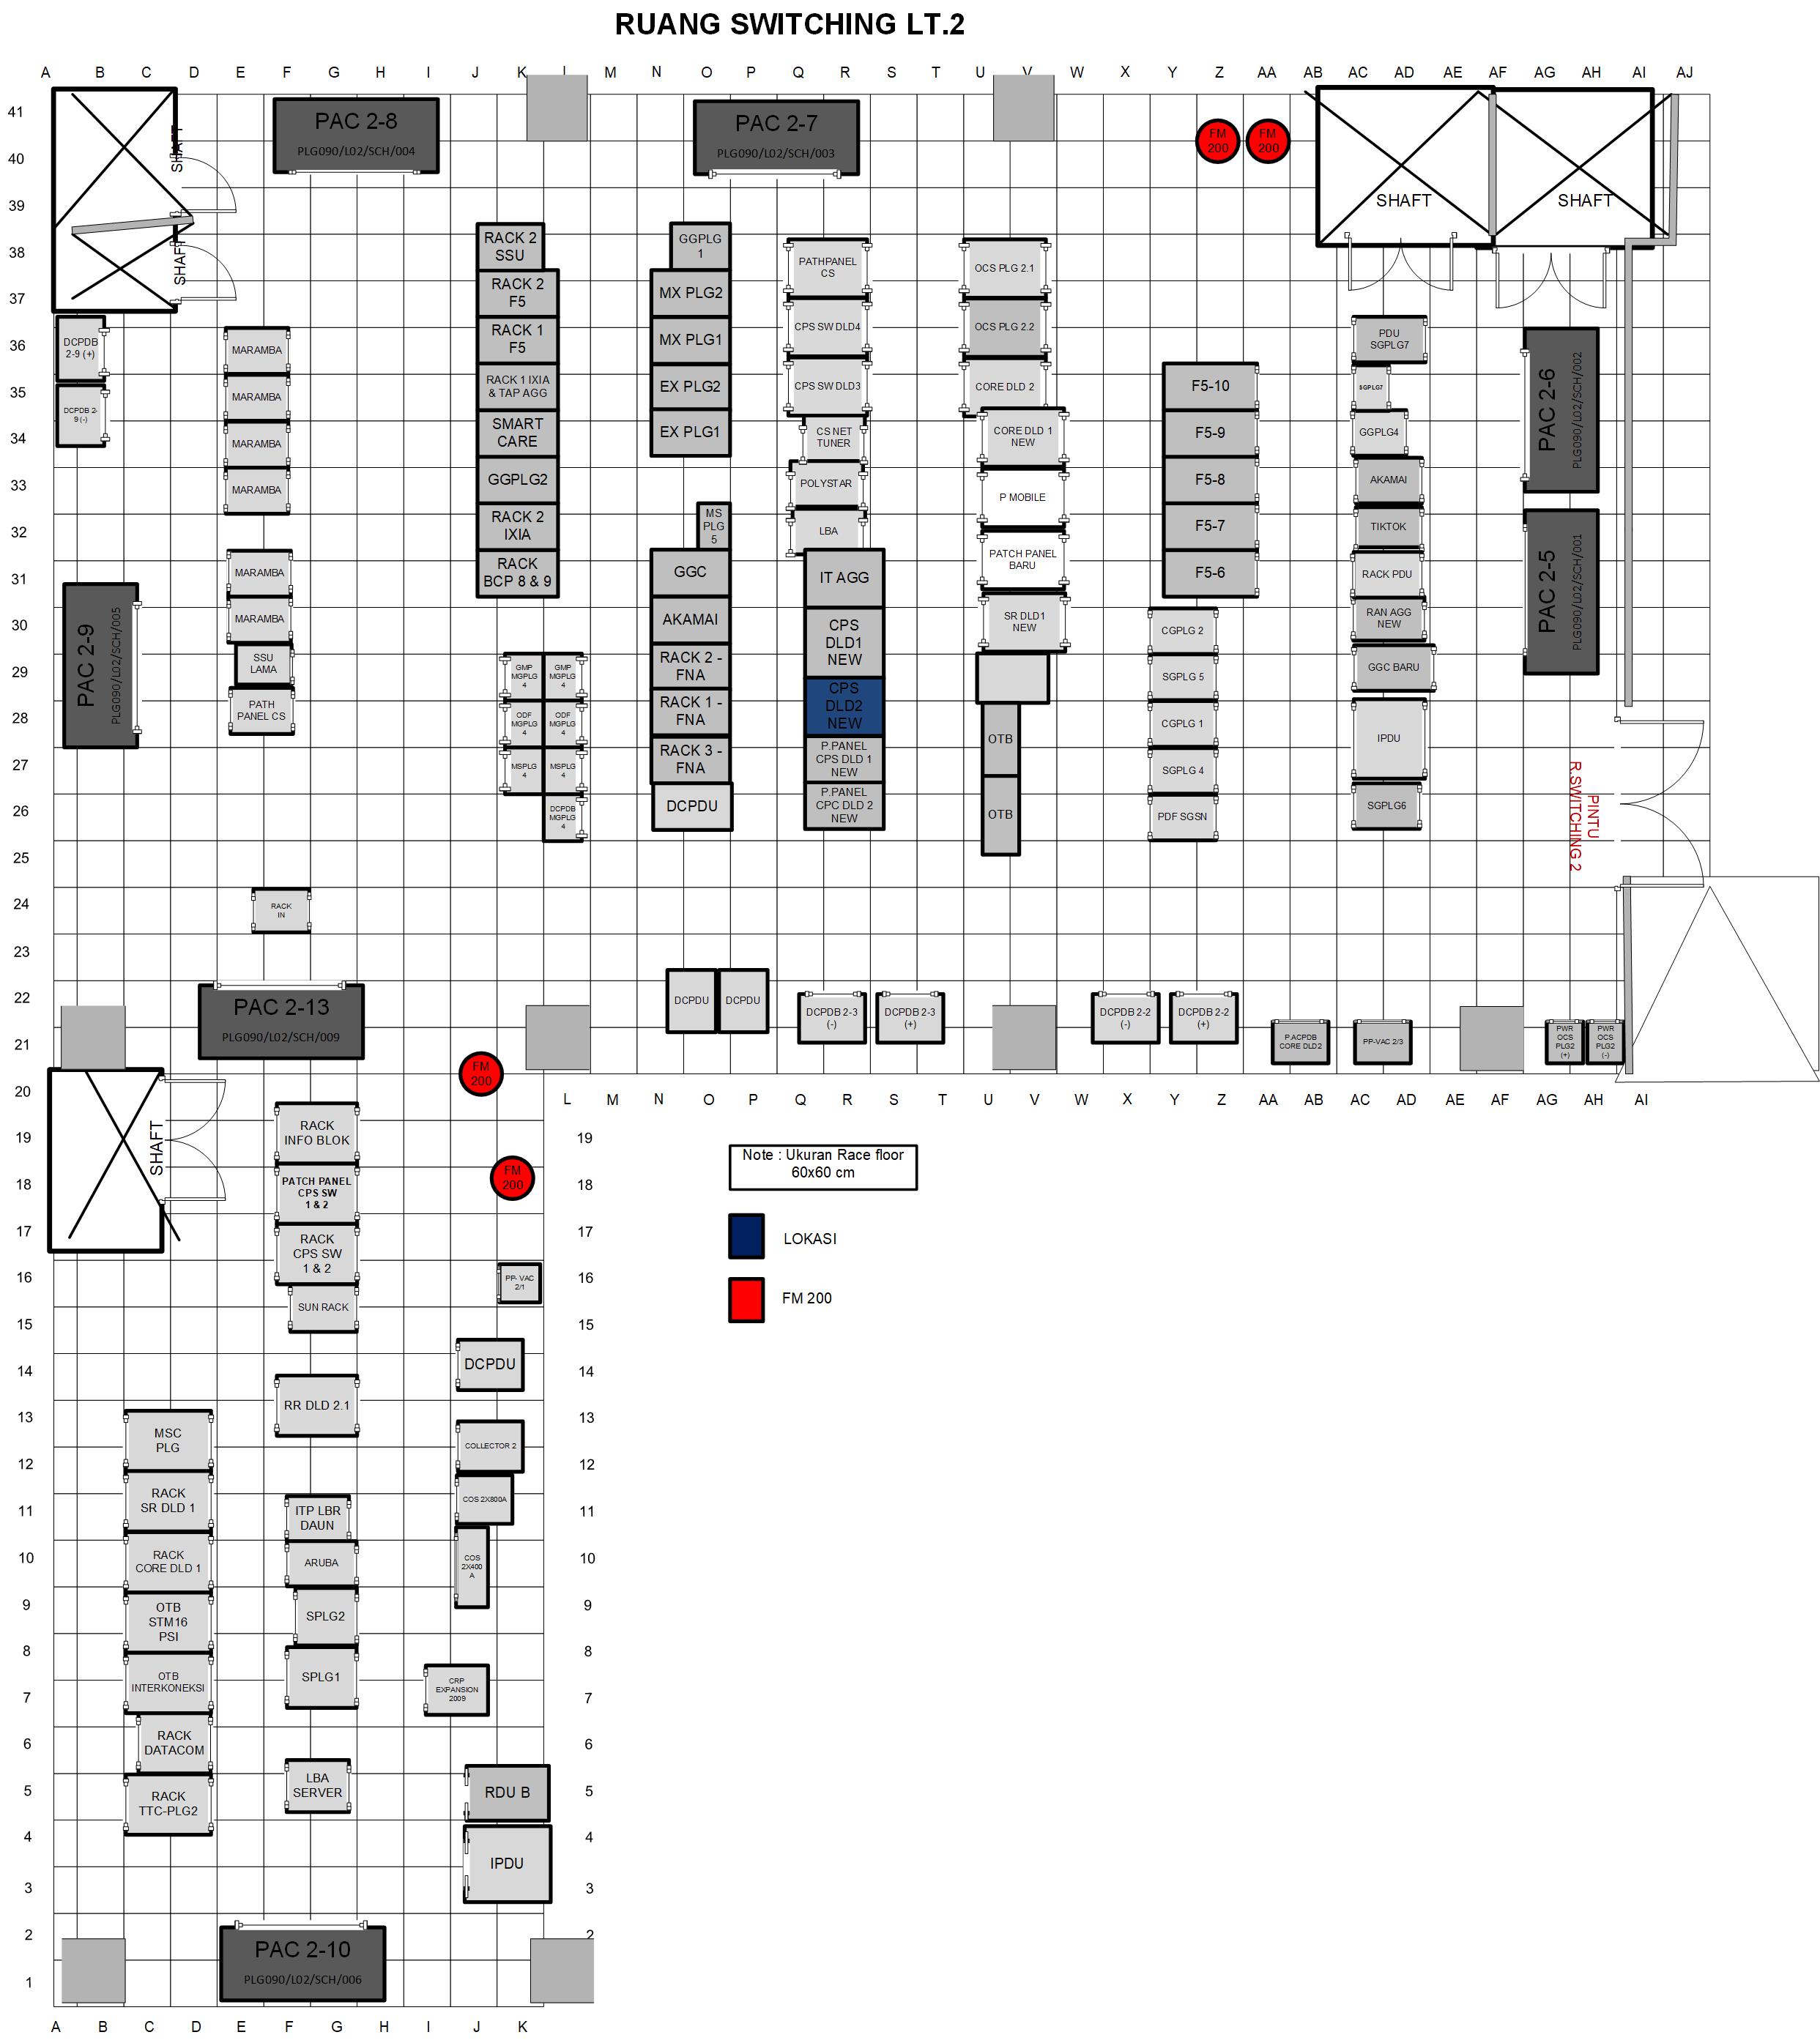 RUANG SWITCHING LT.2
A B C D E F G H I J K L M N O P Q R S T U V W X Y Z AA AB AC AD AE AF AG AH AI AJ
41
40
39
38
37
36
35
34
33
32
31
30
29
28
27
26
25
24
23
22
21
20
19
18
17
16
15
14
13
12
11
10
9
8
7
6
5
4
3
2
1
SHAFT
SHAFT
PAC 2-8
PLG090/L02/SCH/004
PAC 2-7
PLG090/L02/SCH/003
FM
200
FM
200
SHAFT
SHAFT
DCPDB
2-9 (+)
DCPDB 2-
9 (-)
PAC 2-9
PLG090/L02/SCH/005
MARAMBA
MARAMBA
MARAMBA
MARAMBA
MARAMBA
MARAMBA
SSU
LAMA
PATH
PANEL CS
RACK
IN
RACK 2
SSU
RACK 2
F5
RACK 1
F5
RACK 1 IXIA
& TAP AGG
SMART
CARE
GGPLG2
RACK 2
IXIA
RACK
BCP 8 & 9
GMP
MGPLG
4
GMP
MGPLG
4
ODF
MGPLG
4
ODF
MGPLG
4
MSPLG
4
MSPLG
4
DCPDB
MGPLG
4
GGPLG
1
MX PLG2
MX PLG1
EX PLG2
EX PLG1
MS
PLG
5
GGC
AKAMAI
RACK 2 -
FNA
RACK 1 -
FNA
RACK 3 -
FNA
DCPDU
PATHPANEL
CS
CPS SW DLD4
CPS SW DLD3
CS NET
TUNER
POLYSTAR
LBA
IT AGG
CPS
DLD1
NEW
CPS
DLD2
NEW
P.PANEL
CPS DLD 1
NEW
P.PANEL
CPC DLD 2
NEW
OCS PLG 2.1
OCS PLG 2.2
CORE DLD 2
CORE DLD 1
NEW
P MOBILE
PATCH PANEL
BARU
SR DLD1
NEW
OTB
OTB
F5-10
F5-9
F5-8
F5-7
F5-6
CGPLG 2
SGPLG 5
CGPLG 1
SGPLG 4
PDF SGSN
PDU
SGPLG7
SGPLG7
GGPLG4
AKAMAI
TIKTOK
RACK PDU
RAN AGG
NEW
GGC BARU
IPDU
SGPLG6
PAC 2-6
PLG090/L02/SCH/002
PAC 2-5
PLG090/L02/SCH/001
PINTU
R.SWITCHING 2
PAC 2-13
PLG090/L02/SCH/009
DCPDU
DCPDU
DCPDB 2-3
(-)
DCPDB 2-3
(+)
DCPDB 2-2
(-)
DCPDB 2-2
(+)
P.ACPDB
CORE DLD2
PP-VAC 2/3
PWR
OCS
PLG2
(+)
PWR
OCS
PLG2
(-)
FM
200
L M N O P Q R S T U V W X Y Z AA AB AC AD AE AF AG AH AI
SHAFT
RACK
INFO BLOK
PATCH PANEL
CPS SW
1 & 2
RACK
CPS SW
1 & 2
SUN RACK
FM
200
PP- VAC
2/1
19
18
17
16
15
14
13
12
11
10
9
8
7
6
5
4
3
2
Note : Ukuran Race floor
60x60 cm
LOKASI
FM 200
DCPDU
RR DLD 2.1
MSC
PLG
RACK
SR DLD 1
RACK
CORE DLD 1
OTB
STM16
PSI
OTB
INTERKONEKSI
RACK
DATACOM
RACK
TTC-PLG2
ITP LBR
DAUN
ARUBA
SPLG2
SPLG1
LBA
SERVER
COLLECTOR 2
COS 2X800A
COS
2X400
A
CRP
EXPANSION
2009
RDU B
IPDU
PAC 2-10
PLG090/L02/SCH/006
A B C D E F G H I J K